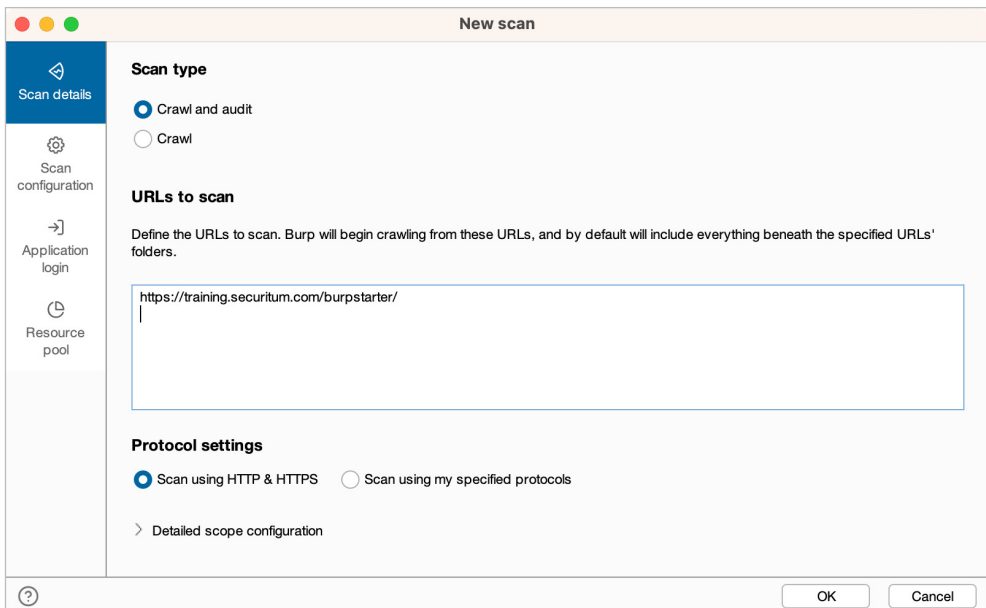 New scan
Scan details
Scan
configuration
Application
login
Resource
pool
Scan type
Crawl and audit
Crawl
URLs to scan
Define the URLs to scan. Burp will begin crawling from these URLs, and by default will include everything beneath the specified URLs'
folders.
https://training.securitum.com/burpstarter/
Protocol settings
Scan using HTTP & HTTPS
Scan using my specified protocols
Detailed scope configuration
?
OK
Cancel